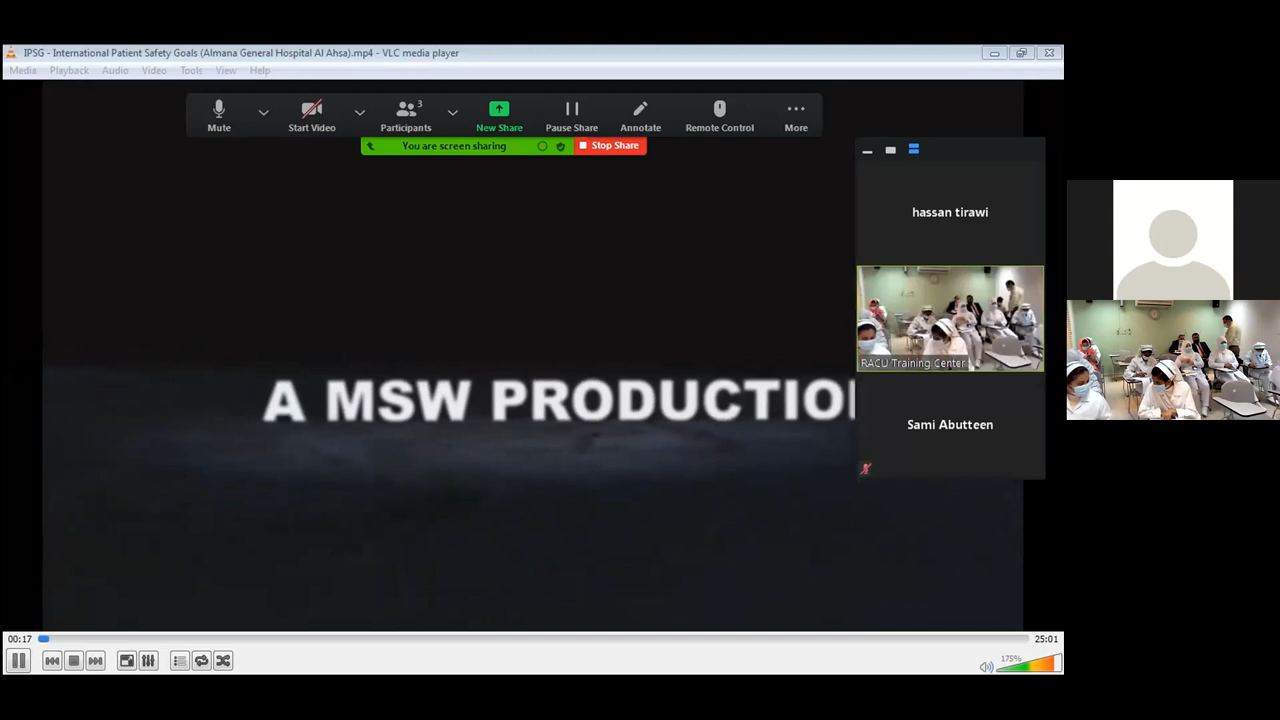 IPSG - International Patient Safety Goals (Almana General Hospital Al Ahsa).mp4 - VLC media player
Media Playback Audio Video Tools View Help
Mute Start Video Participants 3 New Share Pause Share Annotate Remote Control More
You are screen sharing Stop Share
hassan tirawi
RACU Training Center
A MSW PRODUCTIO
Sami Abutteen
00:17 25:01
175%